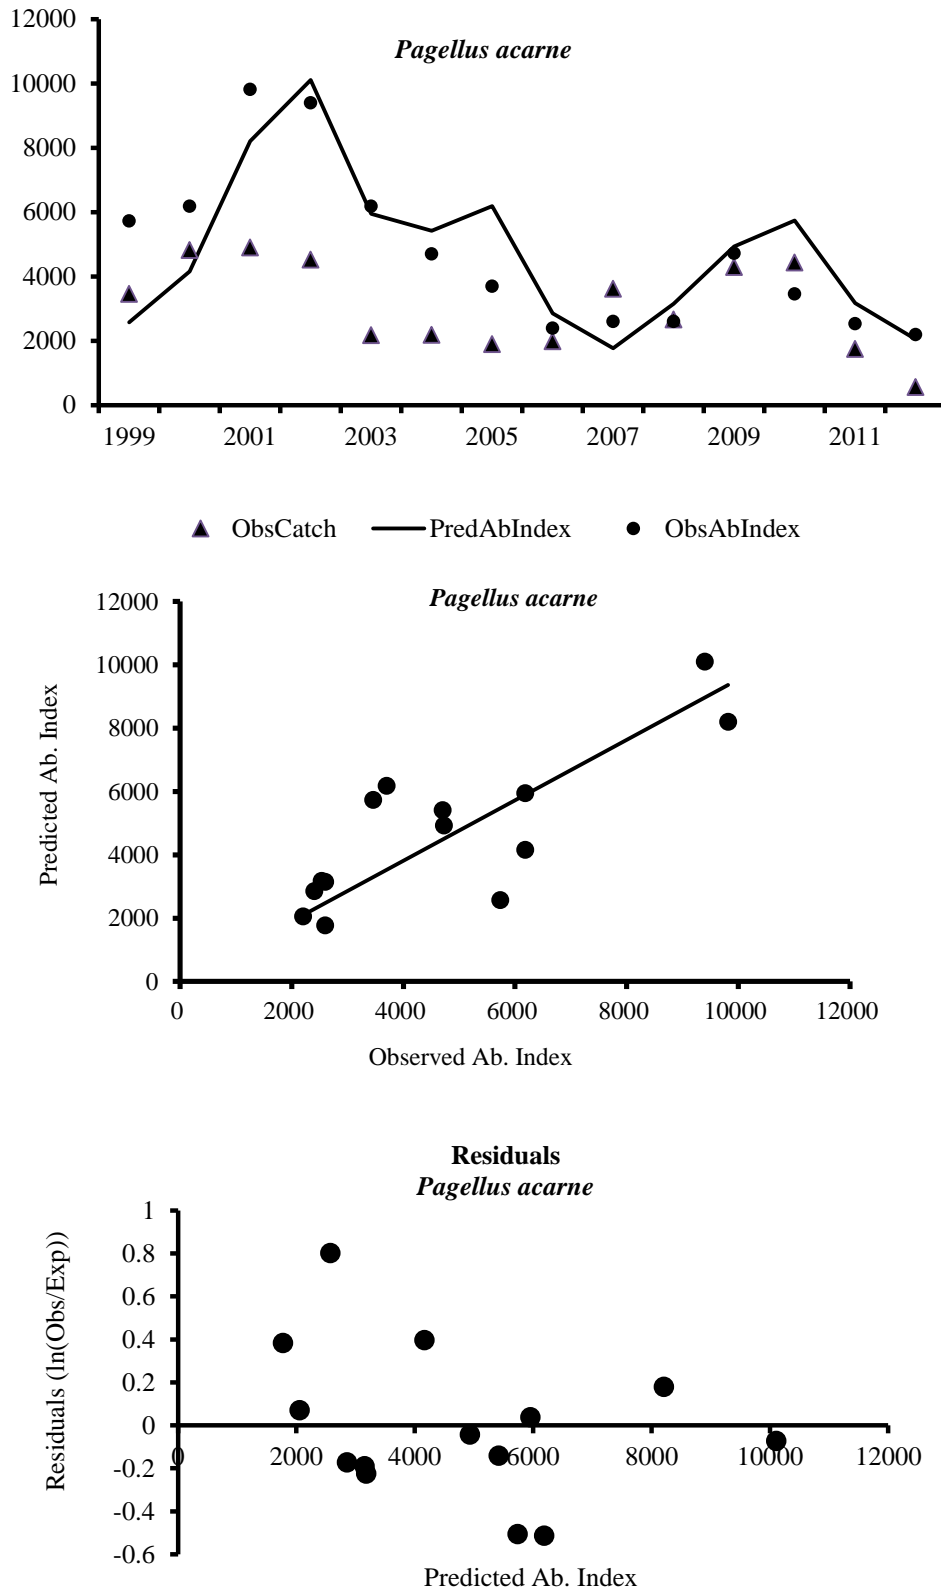 12000
Pagellus acarne
10000
8000
6000
4000
2000
0
1999 2001 2003 2005 2007 2009 2011
ObsCatch PredAbIndex ObsAbIndex
Pagellus acarne
12000
10000
8000
6000
4000
2000
0
Predicted Ab. Index
0 2000 4000 6000 8000 10000 12000
Observed Ab. Index
Residuals
Pagellus acarne
1
0.8
0.6
0.4
0.2
0
-0.2
-0.4
-0.6
Residuals (ln(Obs/Exp))
0 2000 4000 6000 8000 10000 12000
Predicted Ab. Index